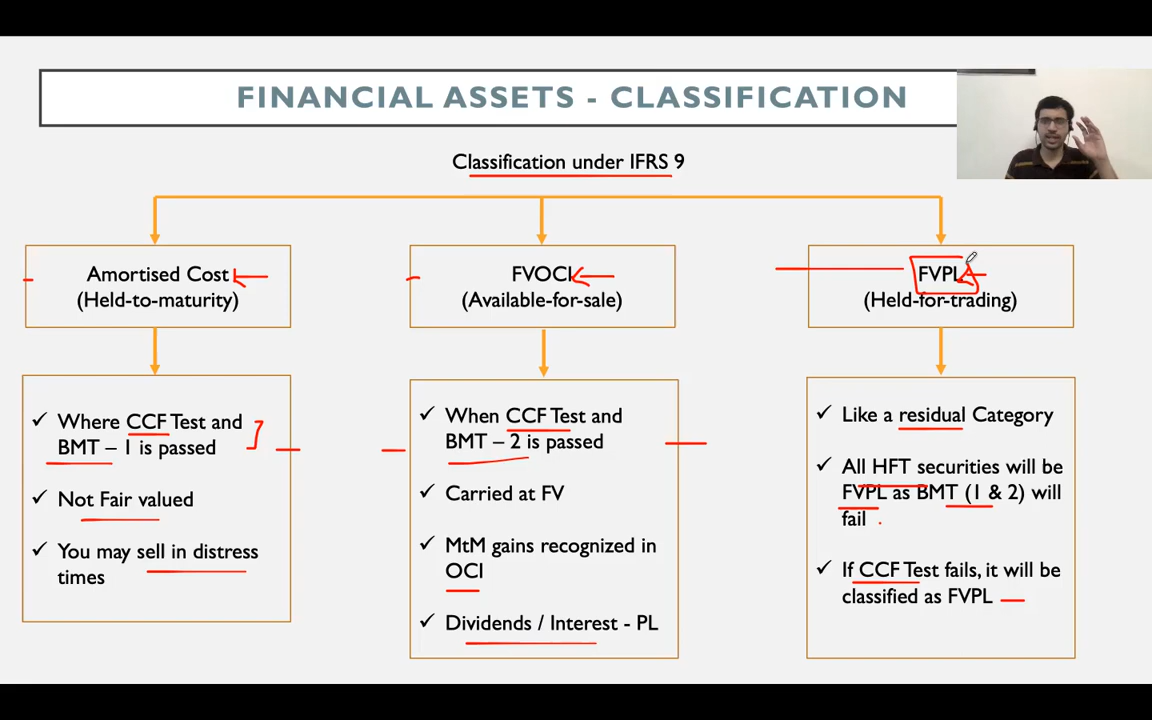 FINANCIAL ASSETS - CLASSIFICATION
Classification under IFRS 9
Amortised Cost
(Held-to-maturity)
Where CCF Test and
BMT – 1 is passed
Not Fair valued
You may sell in distress
times
FVOCI
(Available-for-sale)
When CCF Test and
BMT – 2 is passed
Carried at FV
MtM gains recognized in
OCI
Dividends / Interest - PL
FVPL
(Held-for-trading)
Like a residual Category
All HFT securities will be
FVPL as BMT (1 & 2) will
fail
If CCF Test fails, it will be
classified as FVPL